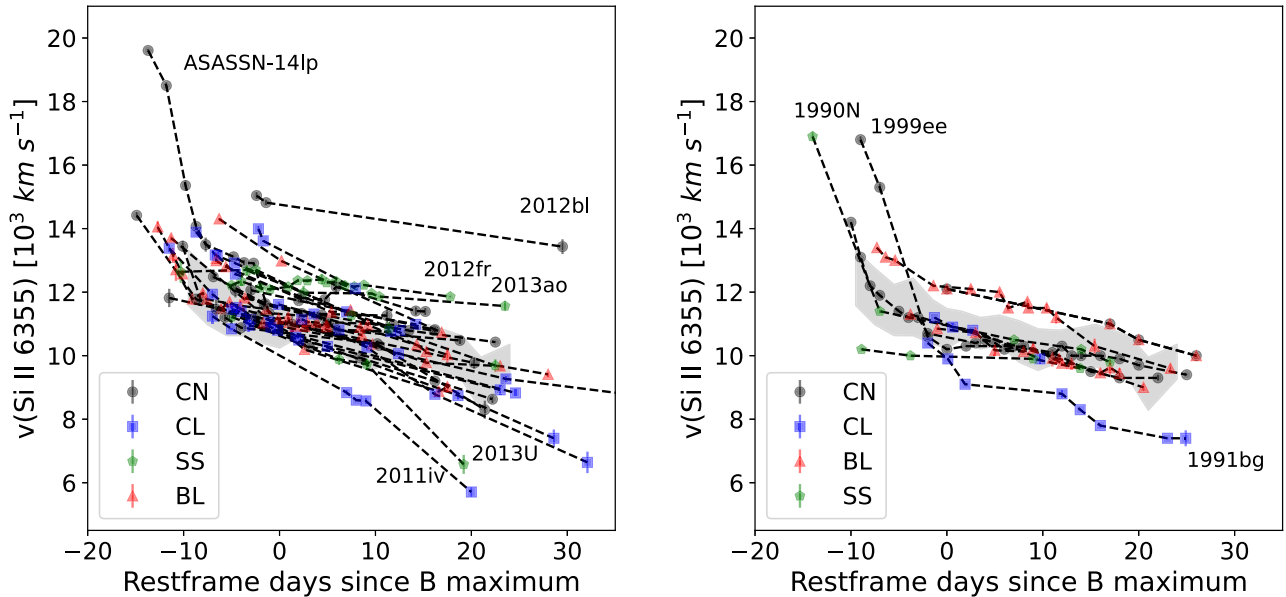 v(Si II 6355) [10³ km s⁻¹]
20
18
16
14
12
10
8
6
ASASSN-14lp
2012bl
2012fr
2013ao
2013U
2011iv
CN
CL
SS
BL
−20
−10
0
10
20
30
Restframe days since B maximum
v(Si II 6355) [10³ km s⁻¹]
20
18
16
14
12
10
8
6
1990N
1999ee
1991bg
CN
CL
BL
SS
−20
−10
0
10
20
30
Restframe days since B maximum